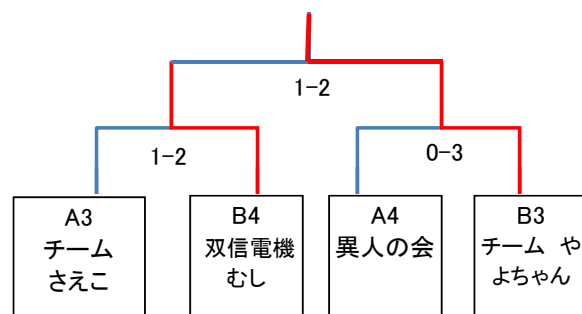 1-2
1-2
0-3
A3
チーム
さえこ
B4
双信電機
むし
A4
異人の会
B3
チーム や
よちゃん